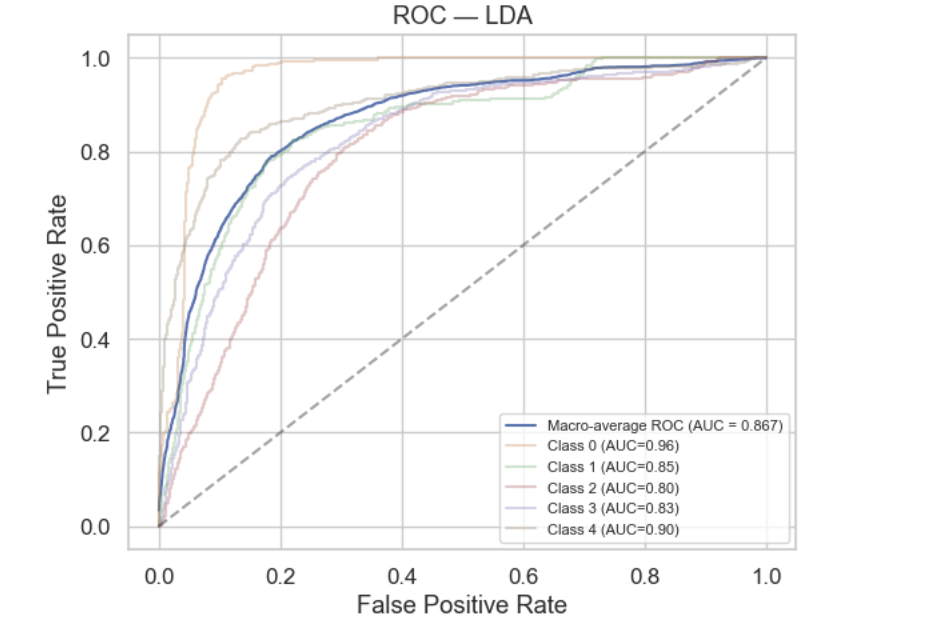 ROC — LDA
True Positive Rate
1.0
0.8
0.6
0.4
0.2
0.0
Macro-average ROC (AUC = 0.867)
Class 0 (AUC=0.96)
Class 1 (AUC=0.85)
Class 2 (AUC=0.80)
Class 3 (AUC=0.83)
Class 4 (AUC=0.90)
0.0 0.2 0.4 0.6 0.8 1.0
False Positive Rate